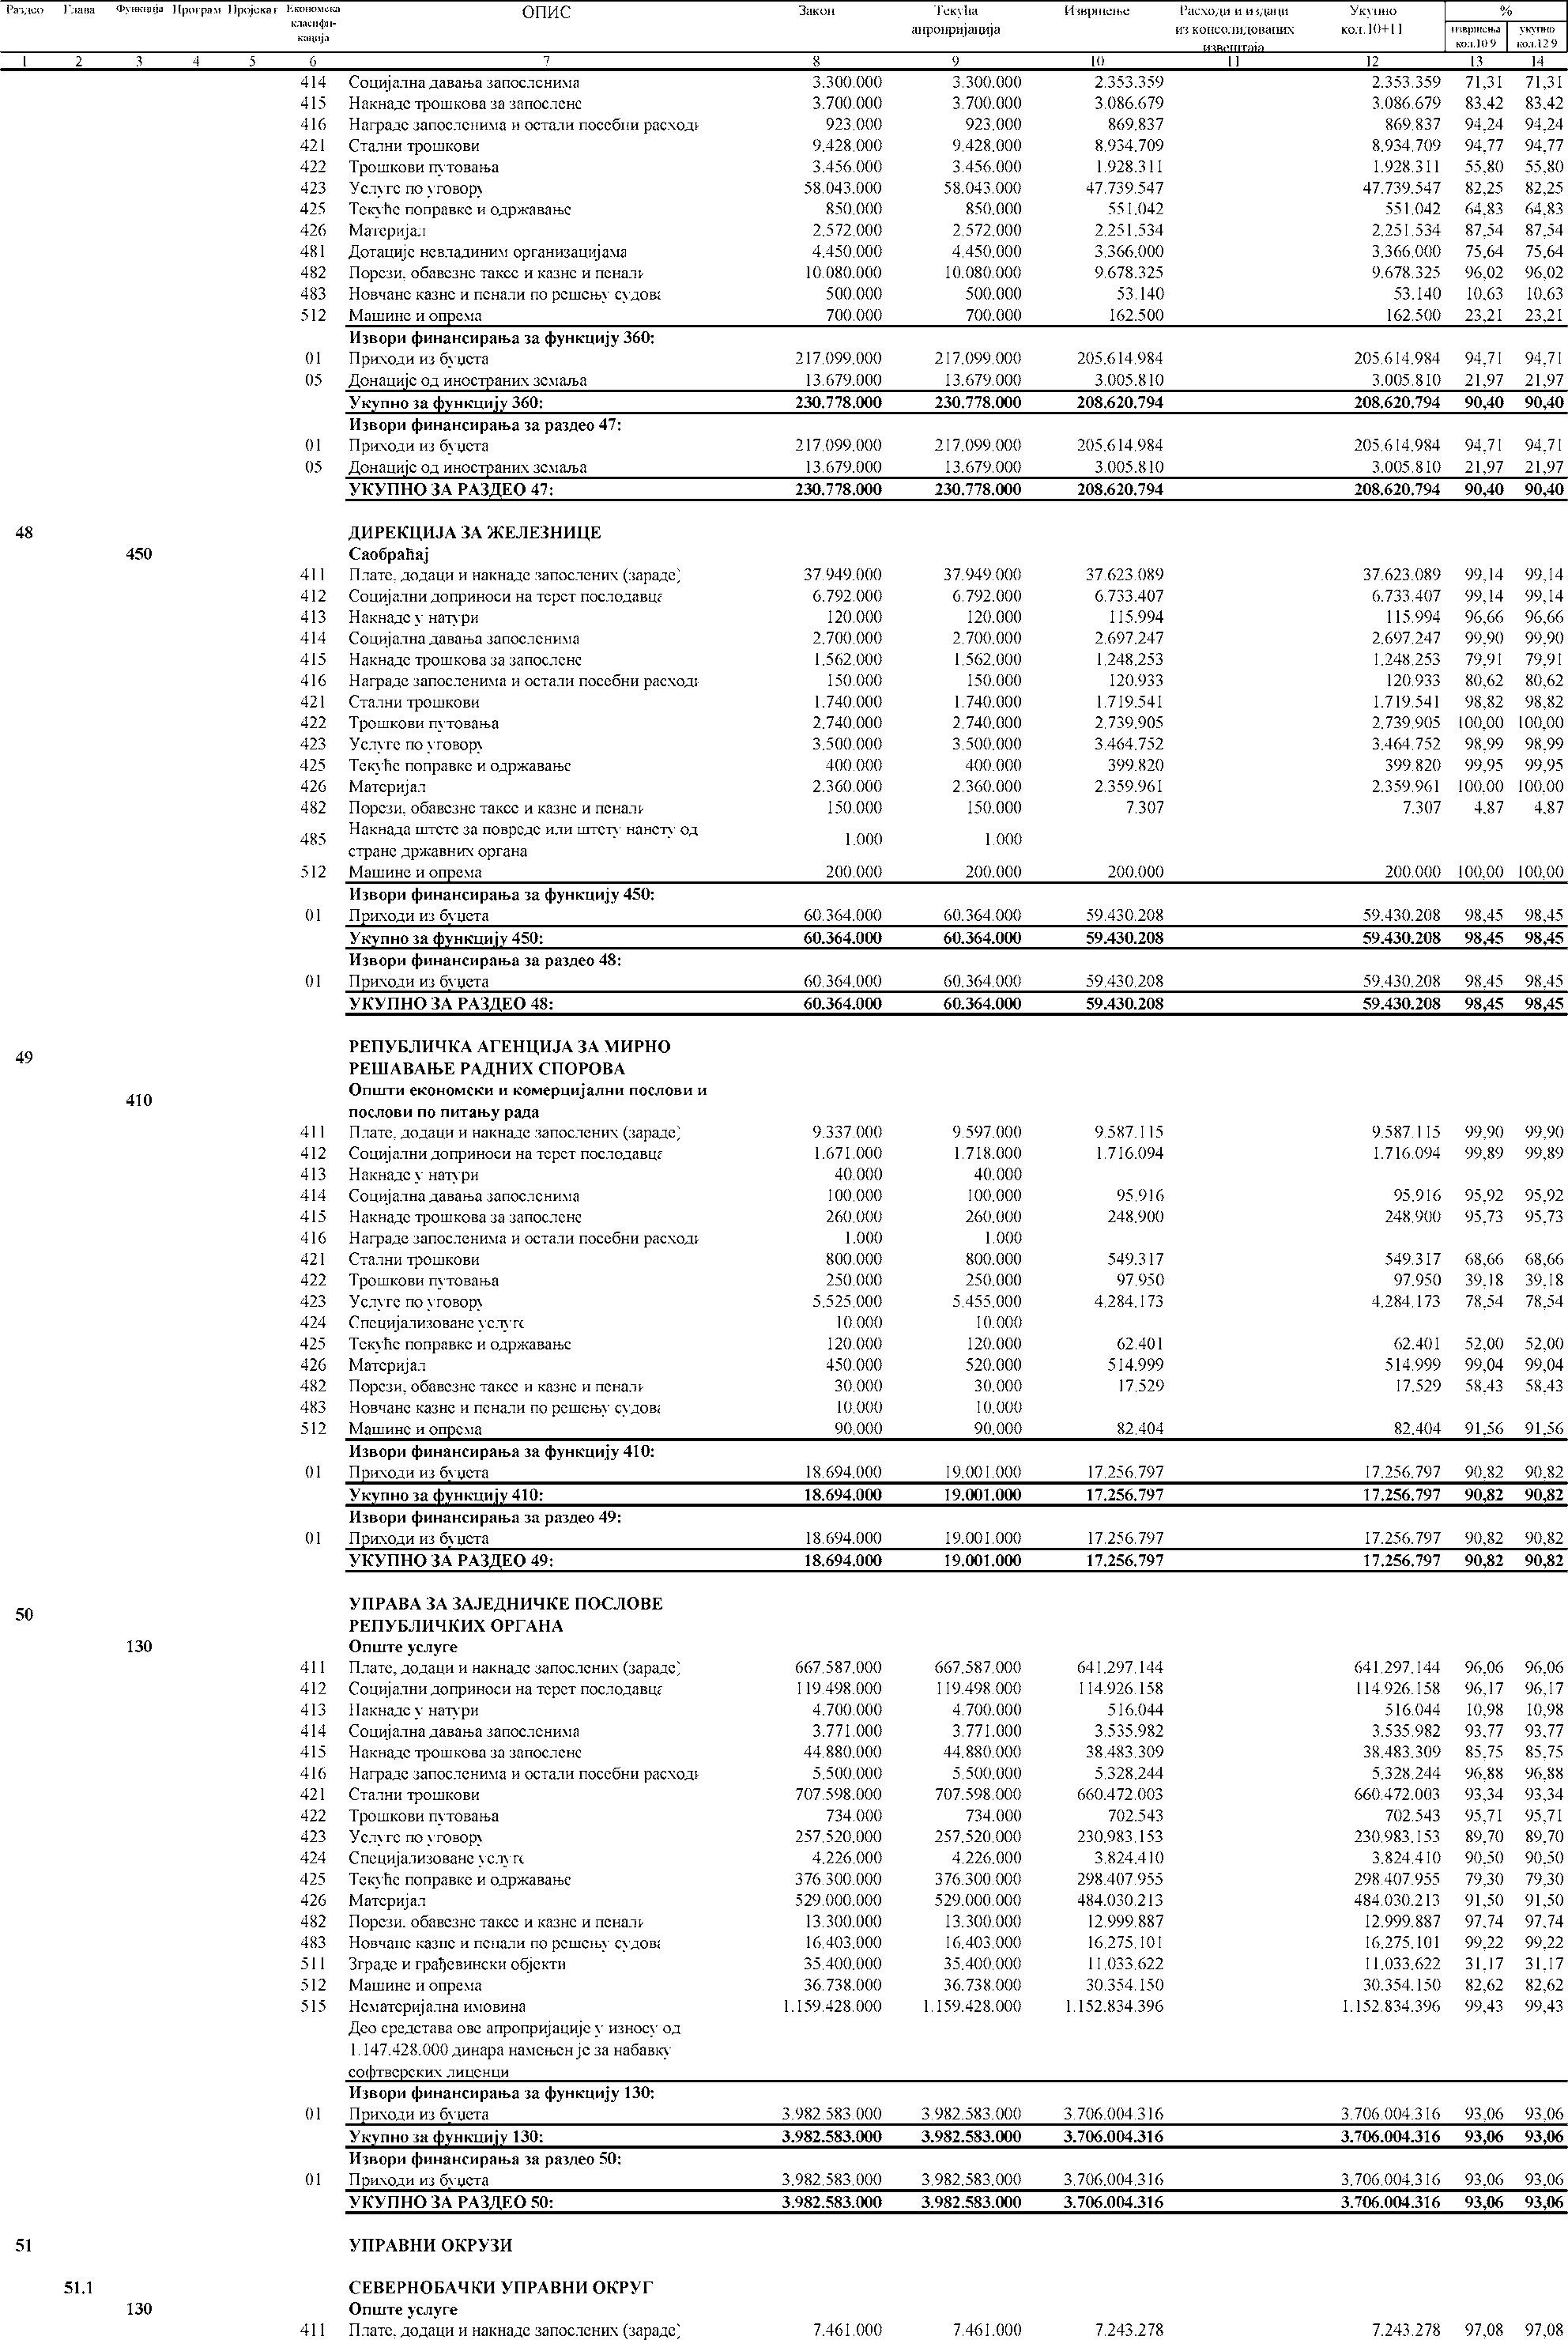 Раздео Глава Функција Програм Пројекат Економска класифи-кација ОПИС Закон Текућа апропријација Извршење Расходи и издаци из консолидованих извештаја Укупно кол.10+11 % извршења кол.10/9 укупно кол.12/9
1 2 3 4 5 6 7 8 9 10 11 12 13 14
414 Социјална давања запосленима 3.300.000 3.300.000 2.353.359 2.353.359 71,31 71,31
415 Накнаде трошкова за запослене 3.700.000 3.700.000 3.086.679 3.086.679 83,42 83,42
416 Награде запосленима и остали посебни расходи 923.000 923.000 869.837 869.837 94,24 94,24
421 Стални трошкови 9.428.000 9.428.000 8.934.709 8.934.709 94,77 94,77
422 Трошкови путовања 3.456.000 3.456.000 1.928.311 1.928.311 55,80 55,80
423 Услуге по уговору 58.043.000 58.043.000 47.739.547 47.739.547 82,25 82,25
425 Текуће поправке и одржавање 850.000 850.000 551.042 551.042 64,83 64,83
426 Материјал 2.572.000 2.572.000 2.251.534 2.251.534 87,54 87,54
481 Дотације невладиним организацијама 4.450.000 4.450.000 3.366.000 3.366.000 75,64 75,64
482 Порези, обавезне таксе и казне и пенали 10.080.000 10.080.000 9.678.325 9.678.325 96,02 96,02
483 Новчане казне и пенали по решењу судова 500.000 500.000 53.140 53.140 10,63 10,63
512 Машине и опрема 700.000 700.000 162.500 162.500 23,21 23,21
Извори финансирања за функцију 360:
01 Приходи из буџета 217.099.000 217.099.000 205.614.984 205.614.984 94,71 94,71
05 Донације од иностраних земаља 13.679.000 13.679.000 3.005.810 3.005.810 21,97 21,97
Укупно за функцију 360: 230.778.000 230.778.000 208.620.794 208.620.794 90,40 90,40
Извори финансирања за раздео 47:
01 Приходи из буџета 217.099.000 217.099.000 205.614.984 205.614.984 94,71 94,71
05 Донације од иностраних земаља 13.679.000 13.679.000 3.005.810 3.005.810 21,97 21,97
УКУПНО ЗА РАЗДЕО 47: 230.778.000 230.778.000 208.620.794 208.620.794 90,40 90,40
48 ДИРЕКЦИЈА ЗА ЖЕЛЕЗНИЦЕ
450 Саобраћај
411 Плате, додаци и накнаде запослених (зараде) 37.949.000 37.949.000 37.623.089 37.623.089 99,14 99,14
412 Социјални доприноси на терет послодавца 6.792.000 6.792.000 6.733.407 6.733.407 99,14 99,14
413 Накнаде у натури 120.000 120.000 115.994 115.994 96,66 96,66
414 Социјална давања запосленима 2.700.000 2.700.000 2.697.247 2.697.247 99,90 99,90
415 Накнаде трошкова за запослене 1.562.000 1.562.000 1.248.253 1.248.253 79,91 79,91
416 Награде запосленима и остали посебни расходи 150.000 150.000 120.933 120.933 80,62 80,62
421 Стални трошкови 1.740.000 1.740.000 1.719.541 1.719.541 98,82 98,82
422 Трошкови путовања 2.740.000 2.740.000 2.739.905 2.739.905 100,00 100,00
423 Услуге по уговору 3.500.000 3.500.000 3.464.752 3.464.752 98,99 98,99
425 Текуће поправке и одржавање 400.000 400.000 399.820 399.820 99,95 99,95
426 Материјал 2.360.000 2.360.000 2.359.961 2.359.961 100,00 100,00
482 Порези, обавезне таксе и казне и пенали 150.000 150.000 7.307 7.307 4,87 4,87
Накнада штете за повреде или штету нанету од
485 1.000 1.000
стране државних органа
512 Машине и опрема 200.000 200.000 200.000 200.000 100,00 100,00
Извори финансирања за функцију 450:
01 Приходи из буџета 60.364.000 60.364.000 59.430.208 59.430.208 98,45 98,45
Укупно за функцију 450: 60.364.000 60.364.000 59.430.208 59.430.208 98,45 98,45
Извори финансирања за раздео 48:
01 Приходи из буџета 60.364.000 60.364.000 59.430.208 59.430.208 98,45 98,45
УКУПНО ЗА РАЗДЕО 48: 60.364.000 60.364.000 59.430.208 59.430.208 98,45 98,45
49 РЕПУБЛИЧКА АГЕНЦИЈА ЗА МИРНО
РЕШАВАЊЕ РАДНИХ СПОРОВА
410 Општи економски и комерцијални послови и
послови по питању рада
411 Плате, додаци и накнаде запослених (зараде) 9.337.000 9.597.000 9.587.115 9.587.115 99,90 99,90
412 Социјални доприноси на терет послодавца 1.671.000 1.718.000 1.716.094 1.716.094 99,89 99,89
413 Накнаде у натури 40.000 40.000
414 Социјална давања запосленима 100.000 100.000 95.916 95.916 95,92 95,92
415 Накнаде трошкова за запослене 260.000 260.000 248.900 248.900 95,73 95,73
416 Награде запосленима и остали посебни расходи 1.000 1.000
421 Стални трошкови 800.000 800.000 549.317 549.317 68,66 68,66
422 Трошкови путовања 250.000 250.000 97.950 97.950 39,18 39,18
423 Услуге по уговору 5.525.000 5.455.000 4.284.173 4.284.173 78,54 78,54
424 Специјализоване услуге 10.000 10.000
425 Текуће поправке и одржавање 120.000 120.000 62.401 62.401 52,00 52,00
426 Материјал 450.000 520.000 514.999 514.999 99,04 99,04
482 Порези, обавезне таксе и казне и пенали 30.000 30.000 17.529 17.529 58,43 58,43
483 Новчане казне и пенали по решењу судова 10.000 10.000
512 Машине и опрема 90.000 90.000 82.404 82.404 91,56 91,56
Извори финансирања за функцију 410:
01 Приходи из буџета 18.694.000 19.001.000 17.256.797 17.256.797 90,82 90,82
Укупно за функцију 410: 18.694.000 19.001.000 17.256.797 17.256.797 90,82 90,82
Извори финансирања за раздео 49:
01 Приходи из буџета 18.694.000 19.001.000 17.256.797 17.256.797 90,82 90,82
УКУПНО ЗА РАЗДЕО 49: 18.694.000 19.001.000 17.256.797 17.256.797 90,82 90,82
50 УПРАВА ЗА ЗАЈЕДНИЧКЕ ПОСЛОВЕ
РЕПУБЛИЧКИХ ОРГАНА
130 Опште услуге
411 Плате, додаци и накнаде запослених (зараде) 667.587.000 667.587.000 641.297.144 641.297.144 96,06 96,06
412 Социјални доприноси на терет послодавца 119.498.000 119.498.000 114.926.158 114.926.158 96,17 96,17
413 Накнаде у натури 4.700.000 4.700.000 516.044 516.044 10,98 10,98
414 Социјална давања запосленима 3.771.000 3.771.000 3.535.982 3.535.982 93,77 93,77
415 Накнаде трошкова за запослене 44.880.000 44.880.000 38.483.309 38.483.309 85,75 85,75
416 Награде запосленима и остали посебни расходи 5.500.000 5.500.000 5.328.244 5.328.244 96,88 96,88
421 Стални трошкови 707.598.000 707.598.000 660.472.003 660.472.003 93,34 93,34
422 Трошкови путовања 734.000 734.000 702.543 702.543 95,71 95,71
423 Услуге по уговору 257.520.000 257.520.000 230.983.153 230.983.153 89,70 89,70
424 Специјализоване услуге 4.226.000 4.226.000 3.824.410 3.824.410 90,50 90,50
425 Текуће поправке и одржавање 376.300.000 376.300.000 298.407.955 298.407.955 79,30 79,30
426 Материјал 529.000.000 529.000.000 484.030.213 484.030.213 91,50 91,50
482 Порези, обавезне таксе и казне и пенали 13.300.000 13.300.000 12.999.887 12.999.887 97,74 97,74
483 Новчане казне и пенали по решењу судова 16.403.000 16.403.000 16.275.101 16.275.101 99,22 99,22
511 Зграде и грађевински објекти 35.400.000 35.400.000 11.033.622 11.033.622 31,17 31,17
512 Машине и опрема 36.738.000 36.738.000 30.354.150 30.354.150 82,62 82,62
515 Нематеријална имовина 1.159.428.000 1.159.428.000 1.152.834.396 1.152.834.396 99,43 99,43
Део средстава ове апропријације у износу од
1.147.428.000 динара намењен је за набавку
софтверских лиценци
Извори финансирања за функцију 130:
01 Приходи из буџета 3.982.583.000 3.982.583.000 3.706.004.316 3.706.004.316 93,06 93,06
Укупно за функцију 130: 3.982.583.000 3.982.583.000 3.706.004.316 3.706.004.316 93,06 93,06
Извори финансирања за раздео 50:
01 Приходи из буџета 3.982.583.000 3.982.583.000 3.706.004.316 3.706.004.316 93,06 93,06
УКУПНО ЗА РАЗДЕО 50: 3.982.583.000 3.982.583.000 3.706.004.316 3.706.004.316 93,06 93,06
51 УПРАВНИ ОКРУЗИ
51.1 СЕВЕРНОБАЧКИ УПРАВНИ ОКРУГ
130 Опште услуге
411 Плате, додаци и накнаде запослених (зараде) 7.461.000 7.461.000 7.243.278 7.243.278 97,08 97,08